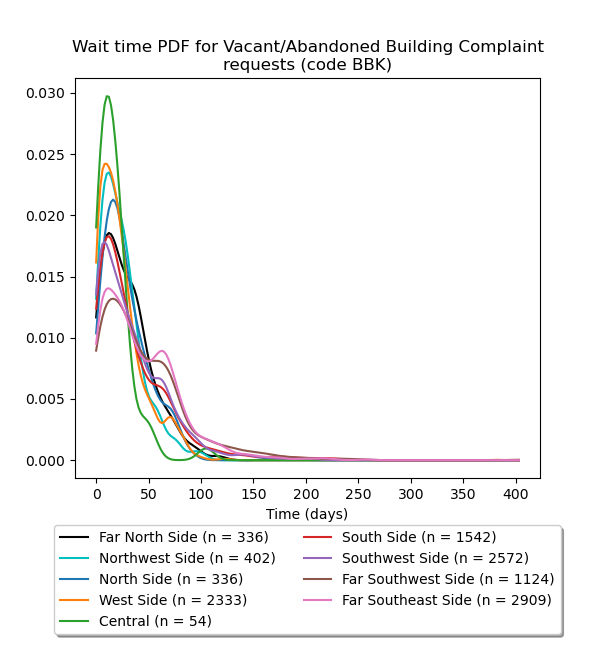 Wait time PDF for Vacant/Abandoned Building Complaint
requests (code BBK)
0.030
0.025
0.020
0.015
0.010
0.005
0.000
0 50 100 150 200 250 300 350 400
Time (days)
Far North Side (n = 336)
Northwest Side (n = 402)
North Side (n = 336)
West Side (n = 2333)
Central (n = 54)
South Side (n = 1542)
Southwest Side (n = 2572)
Far Southwest Side (n = 1124)
Far Southeast Side (n = 2909)